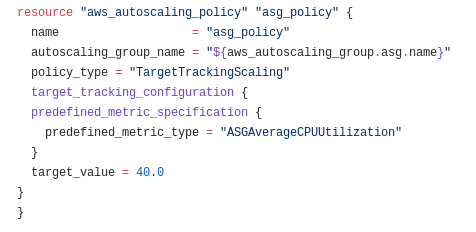 resource "aws_autoscaling_policy" "asg_policy" {
  name                   = "asg_policy"
  autoscaling_group_name = "${aws_autoscaling_group.asg.name}"
  policy_type = "TargetTrackingScaling"
  target_tracking_configuration {
  predefined_metric_specification {
    predefined_metric_type = "ASGAverageCPUUtilization"
  }
  target_value = 40.0
}
}